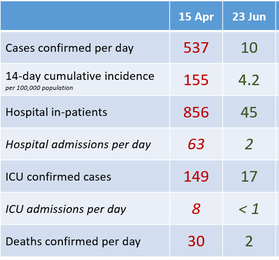 15 Apr 23 Jun
Cases confirmed per day 537 10
14-day cumulative incidence 155 4.2
per 100,000 population
Hospital in-patients 856 45
Hospital admissions per day 63 2
ICU confirmed cases 149 17
ICU admissions per day 8 < 1
Deaths confirmed per day 30 2